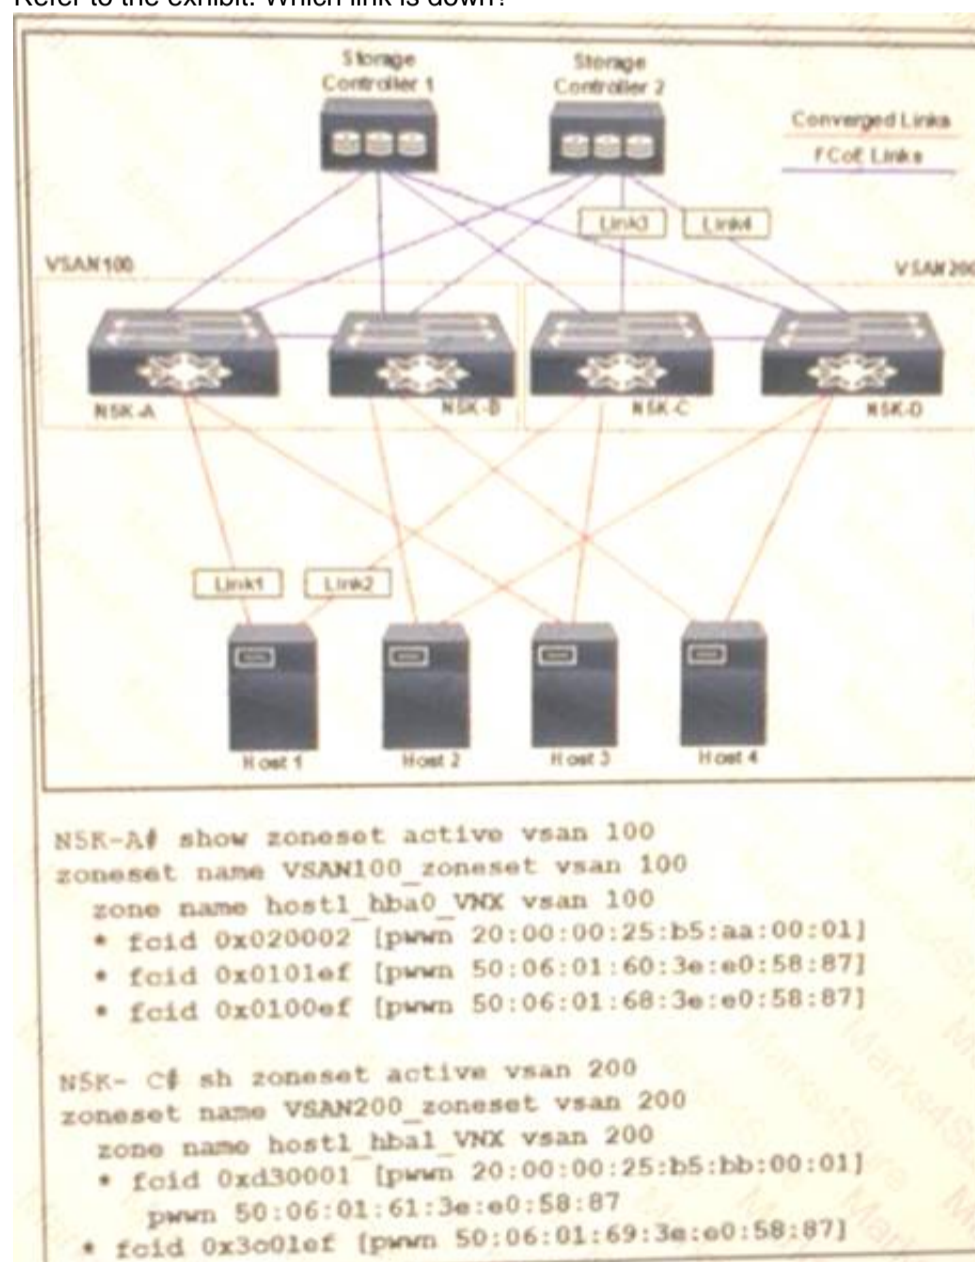 Refer to the exhibit. Which link is down?
Storage Controller 1
Storage Controller 2
Converged Links
FCoE Links
Link3
Link4
VSAN 100
VSAN 200
N5K-A
N5K-B
N5K-C
N5K-D
Link1
Link2
Host 1
Host 2
Host 3
Host 4
N5K-A# show zoneset active vsan 100
zoneset name VSAN100_zoneset vsan 100
zone name host1_hba0_VNX vsan 100
* fcid 0x020002 [pwwn 20:00:00:25:b5:aa:00:01]
* fcid 0x0101ef [pwwn 50:06:01:60:3e:e0:58:87]
* fcid 0x0100ef [pwwn 50:06:01:68:3e:e0:58:87]
N5K- C# sh zoneset active vsan 200
zoneset name VSAN200_zoneset vsan 200
zone name host1_hba1_VNX vsan 200
* fcid 0xd30001 [pwwn 20:00:00:25:b5:bb:00:01]
pwwn 50:06:01:61:3e:e0:58:87
* fcid 0x3c01ef [pwwn 50:06:01:69:3e:e0:58:87]
Marks4Sure